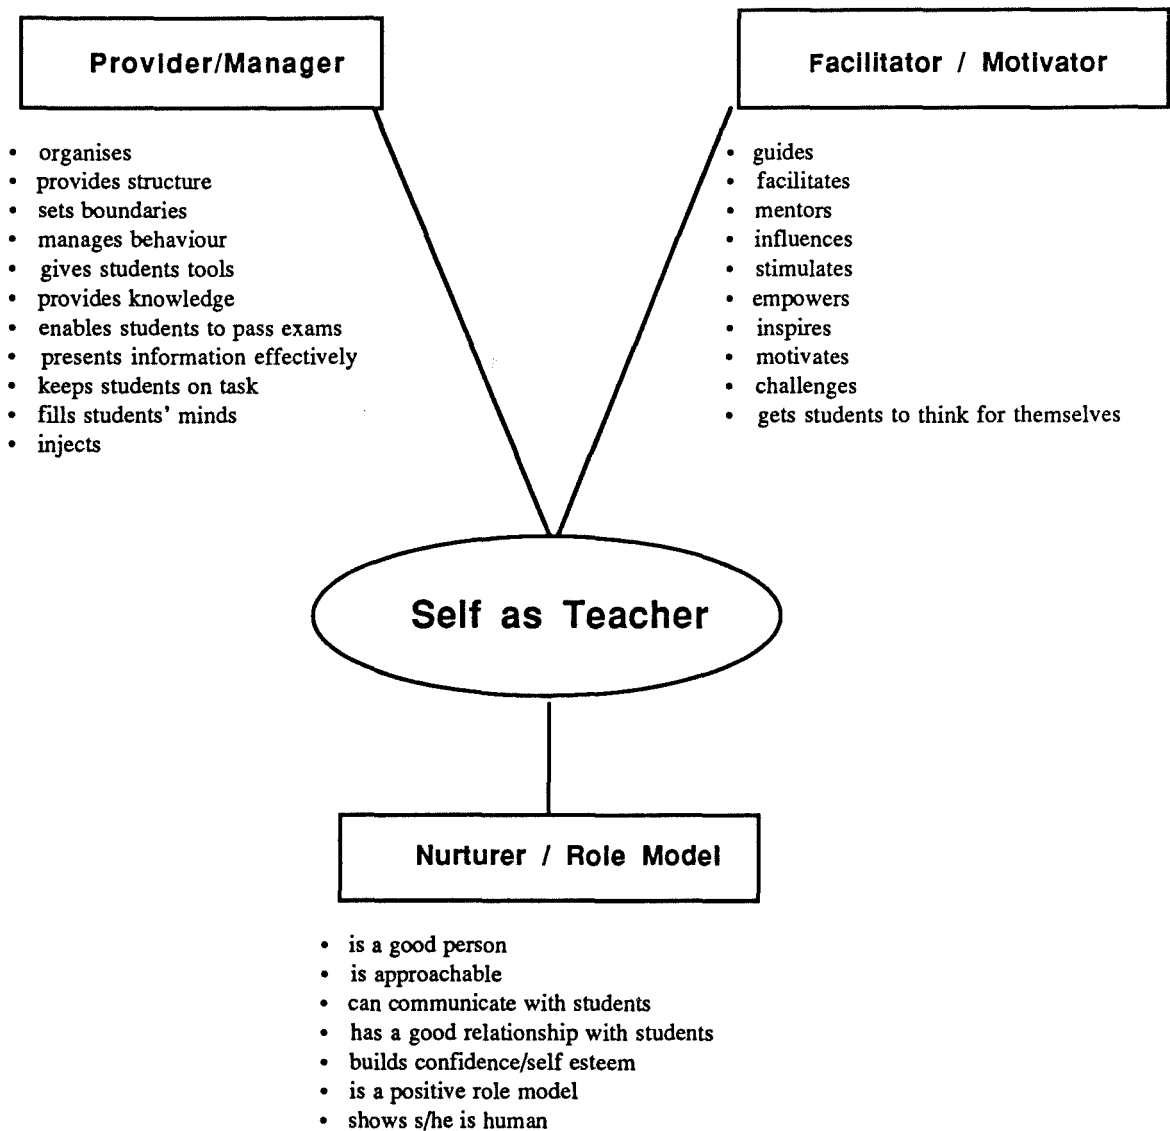 Provider/Manager
• organises
• provides structure
• sets boundaries
• manages behaviour
• gives students tools
• provides knowledge
• enables students to pass exams
• presents information effectively
• keeps students on task
• fills students' minds
• injects
Facilitator / Motivator
• guides
• facilitates
• mentors
• influences
• stimulates
• empowers
• inspires
• motivates
• challenges
• gets students to think for themselves
Self as Teacher
Nurturer / Role Model
• is a good person
• is approachable
• can communicate with students
• has a good relationship with students
• builds confidence/self esteem
• is a positive role model
• shows s/he is human